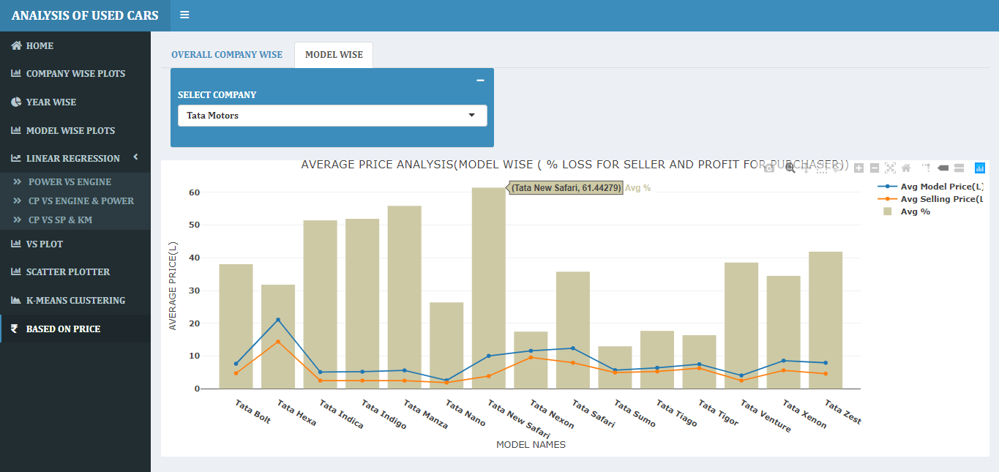 ANALYSIS OF USED CARS
HOME
COMPANY WISE PLOTS
YEAR WISE
MODEL WISE PLOTS
LINEAR REGRESSION
POWER VS ENGINE
CP VS ENGINE & POWER
CP VS SP & KM
VS PLOT
SCATTER PLOTTER
K-MEANS CLUSTERING
₹ BASED ON PRICE
OVERALL COMPANY WISE
MODEL WISE
SELECT COMPANY
Tata Motors
AVERAGE PRICE ANALYSIS(MODEL WISE ( % LOSS FOR SELLER AND PROFIT FOR PURCHASER))
(Tata New Safari, 61.44279) Avg %
Avg Model Price(L)
Avg Selling Price(L
Avg %
AVERAGE PRICE(L)
60
50
40
30
20
10
0
Tata Bolt
Tata Hexa
Tata Indica
Tata Indigo
Tata Manza
Tata Nano
Tata New Safari
Tata Nexon
Tata Safari
Tata Sumo
Tata Tiago
Tata Tigor
Tata Venture
Tata Xenon
Tata Zest
MODEL NAMES